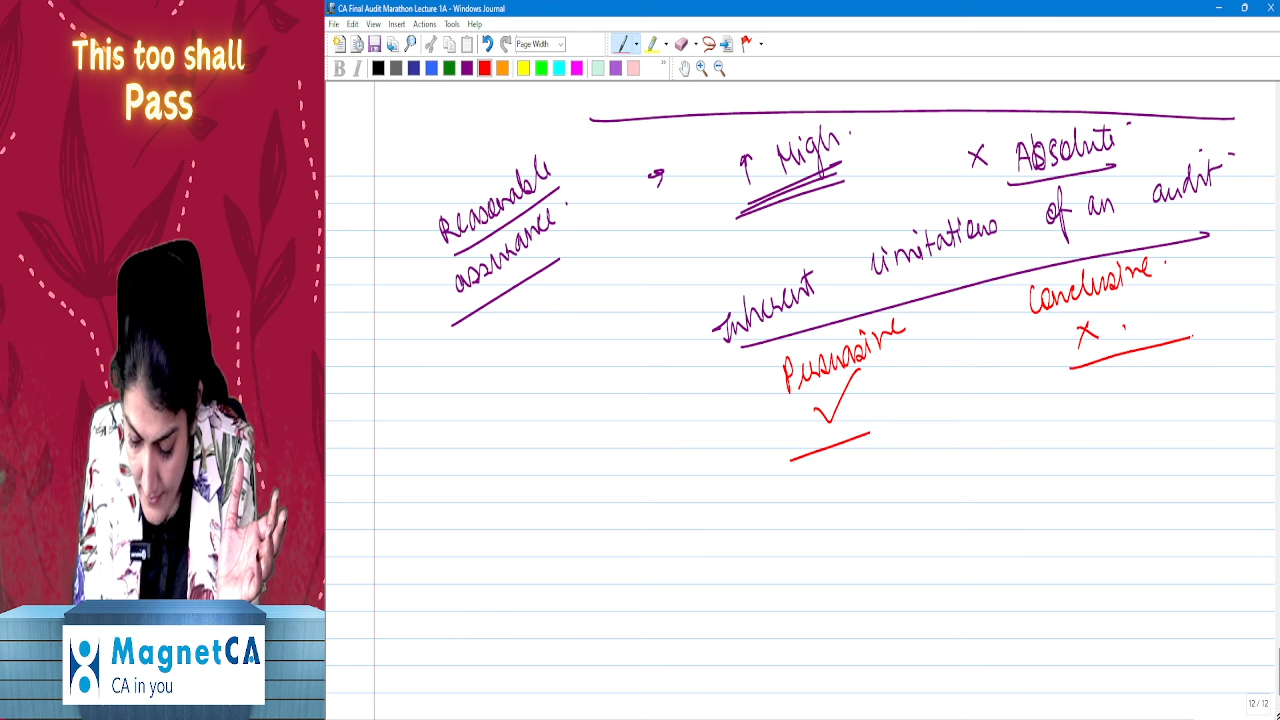 This too shall
Pass
MagnetCA
CA in you
CA Final Audit Marathon Lecture 1A - Windows Journal
File Edit View Insert Actions Tools Help
Page Width
B I
Reasonable
assurance.
→ ↑ High. × Absolute
Inherent limitations of an audit
Persuasive Conclusive.
✓ ×
12 / 12